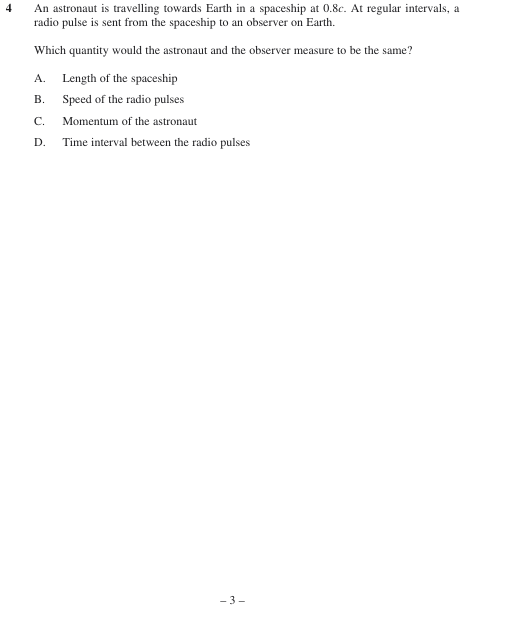 4 An astronaut is travelling towards Earth in a spaceship at 0.8c. At regular intervals, a
radio pulse is sent from the spaceship to an observer on Earth.
Which quantity would the astronaut and the observer measure to be the same?
A. Length of the spaceship
B. Speed of the radio pulses
C. Momentum of the astronaut
D. Time interval between the radio pulses
– 3 –